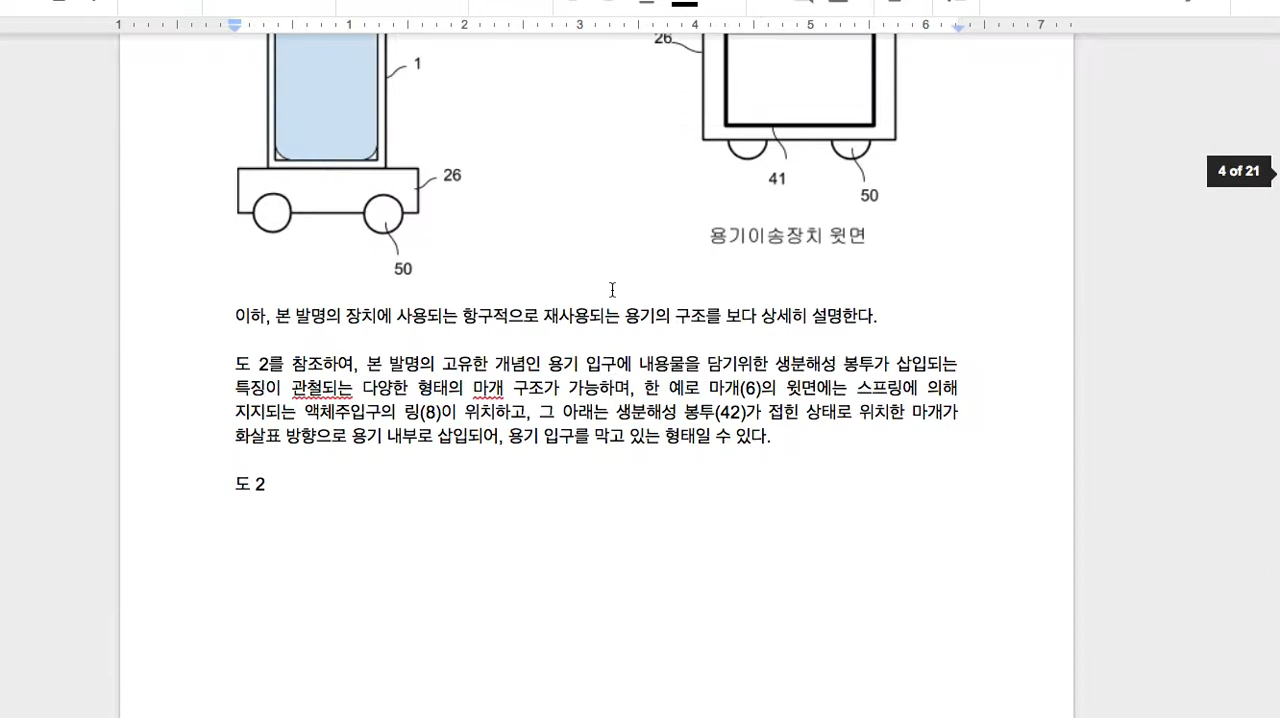 1 1 2 3 4 5 6 7
1
26
26
50
41
50
용기이송장치 윗면
4 of 21
이하, 본 발명의 장치에 사용되는 항구적으로 재사용되는 용기의 구조를 보다 상세히 설명한다.
도 2를 참조하여, 본 발명의 고유한 개념인 용기 입구에 내용물을 담기위한 생분해성 봉투가 삽입되는
특징이 관철되는 다양한 형태의 마개 구조가 가능하며, 한 예로 마개(6)의 윗면에는 스프링에 의해
지지되는 액체주입구의 링(8)이 위치하고, 그 아래는 생분해성 봉투(42)가 접힌 상태로 위치한 마개가
화살표 방향으로 용기 내부로 삽입되어, 용기 입구를 막고 있는 형태일 수 있다.
도 2